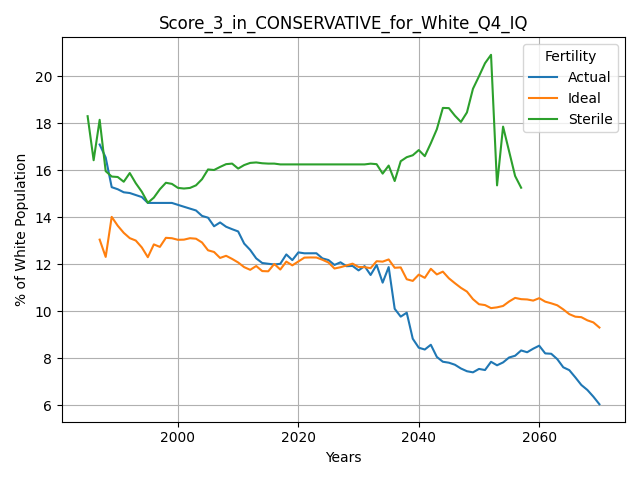 Score_3_in_CONSERVATIVE_for_White_Q4_IQ
Fertility
Actual
Ideal
Sterile
% of White Population
20
18
16
14
12
10
8
6
2000
2020
2040
2060
Years